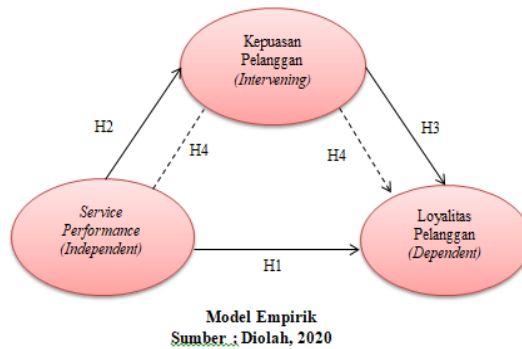 Kepuasan
Pelanggan
(Intervening)
H2
H4
H4
H3
Service
Performance
(Independent)
Loyalitas
Pelanggan
(Dependent)
H1
Model Empirik
Sumber : Diolah, 2020